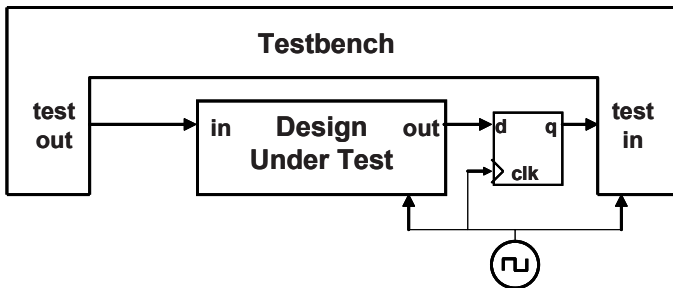 Testbench
test
out
in
Design
Under Test
out
d
q
clk
test
in